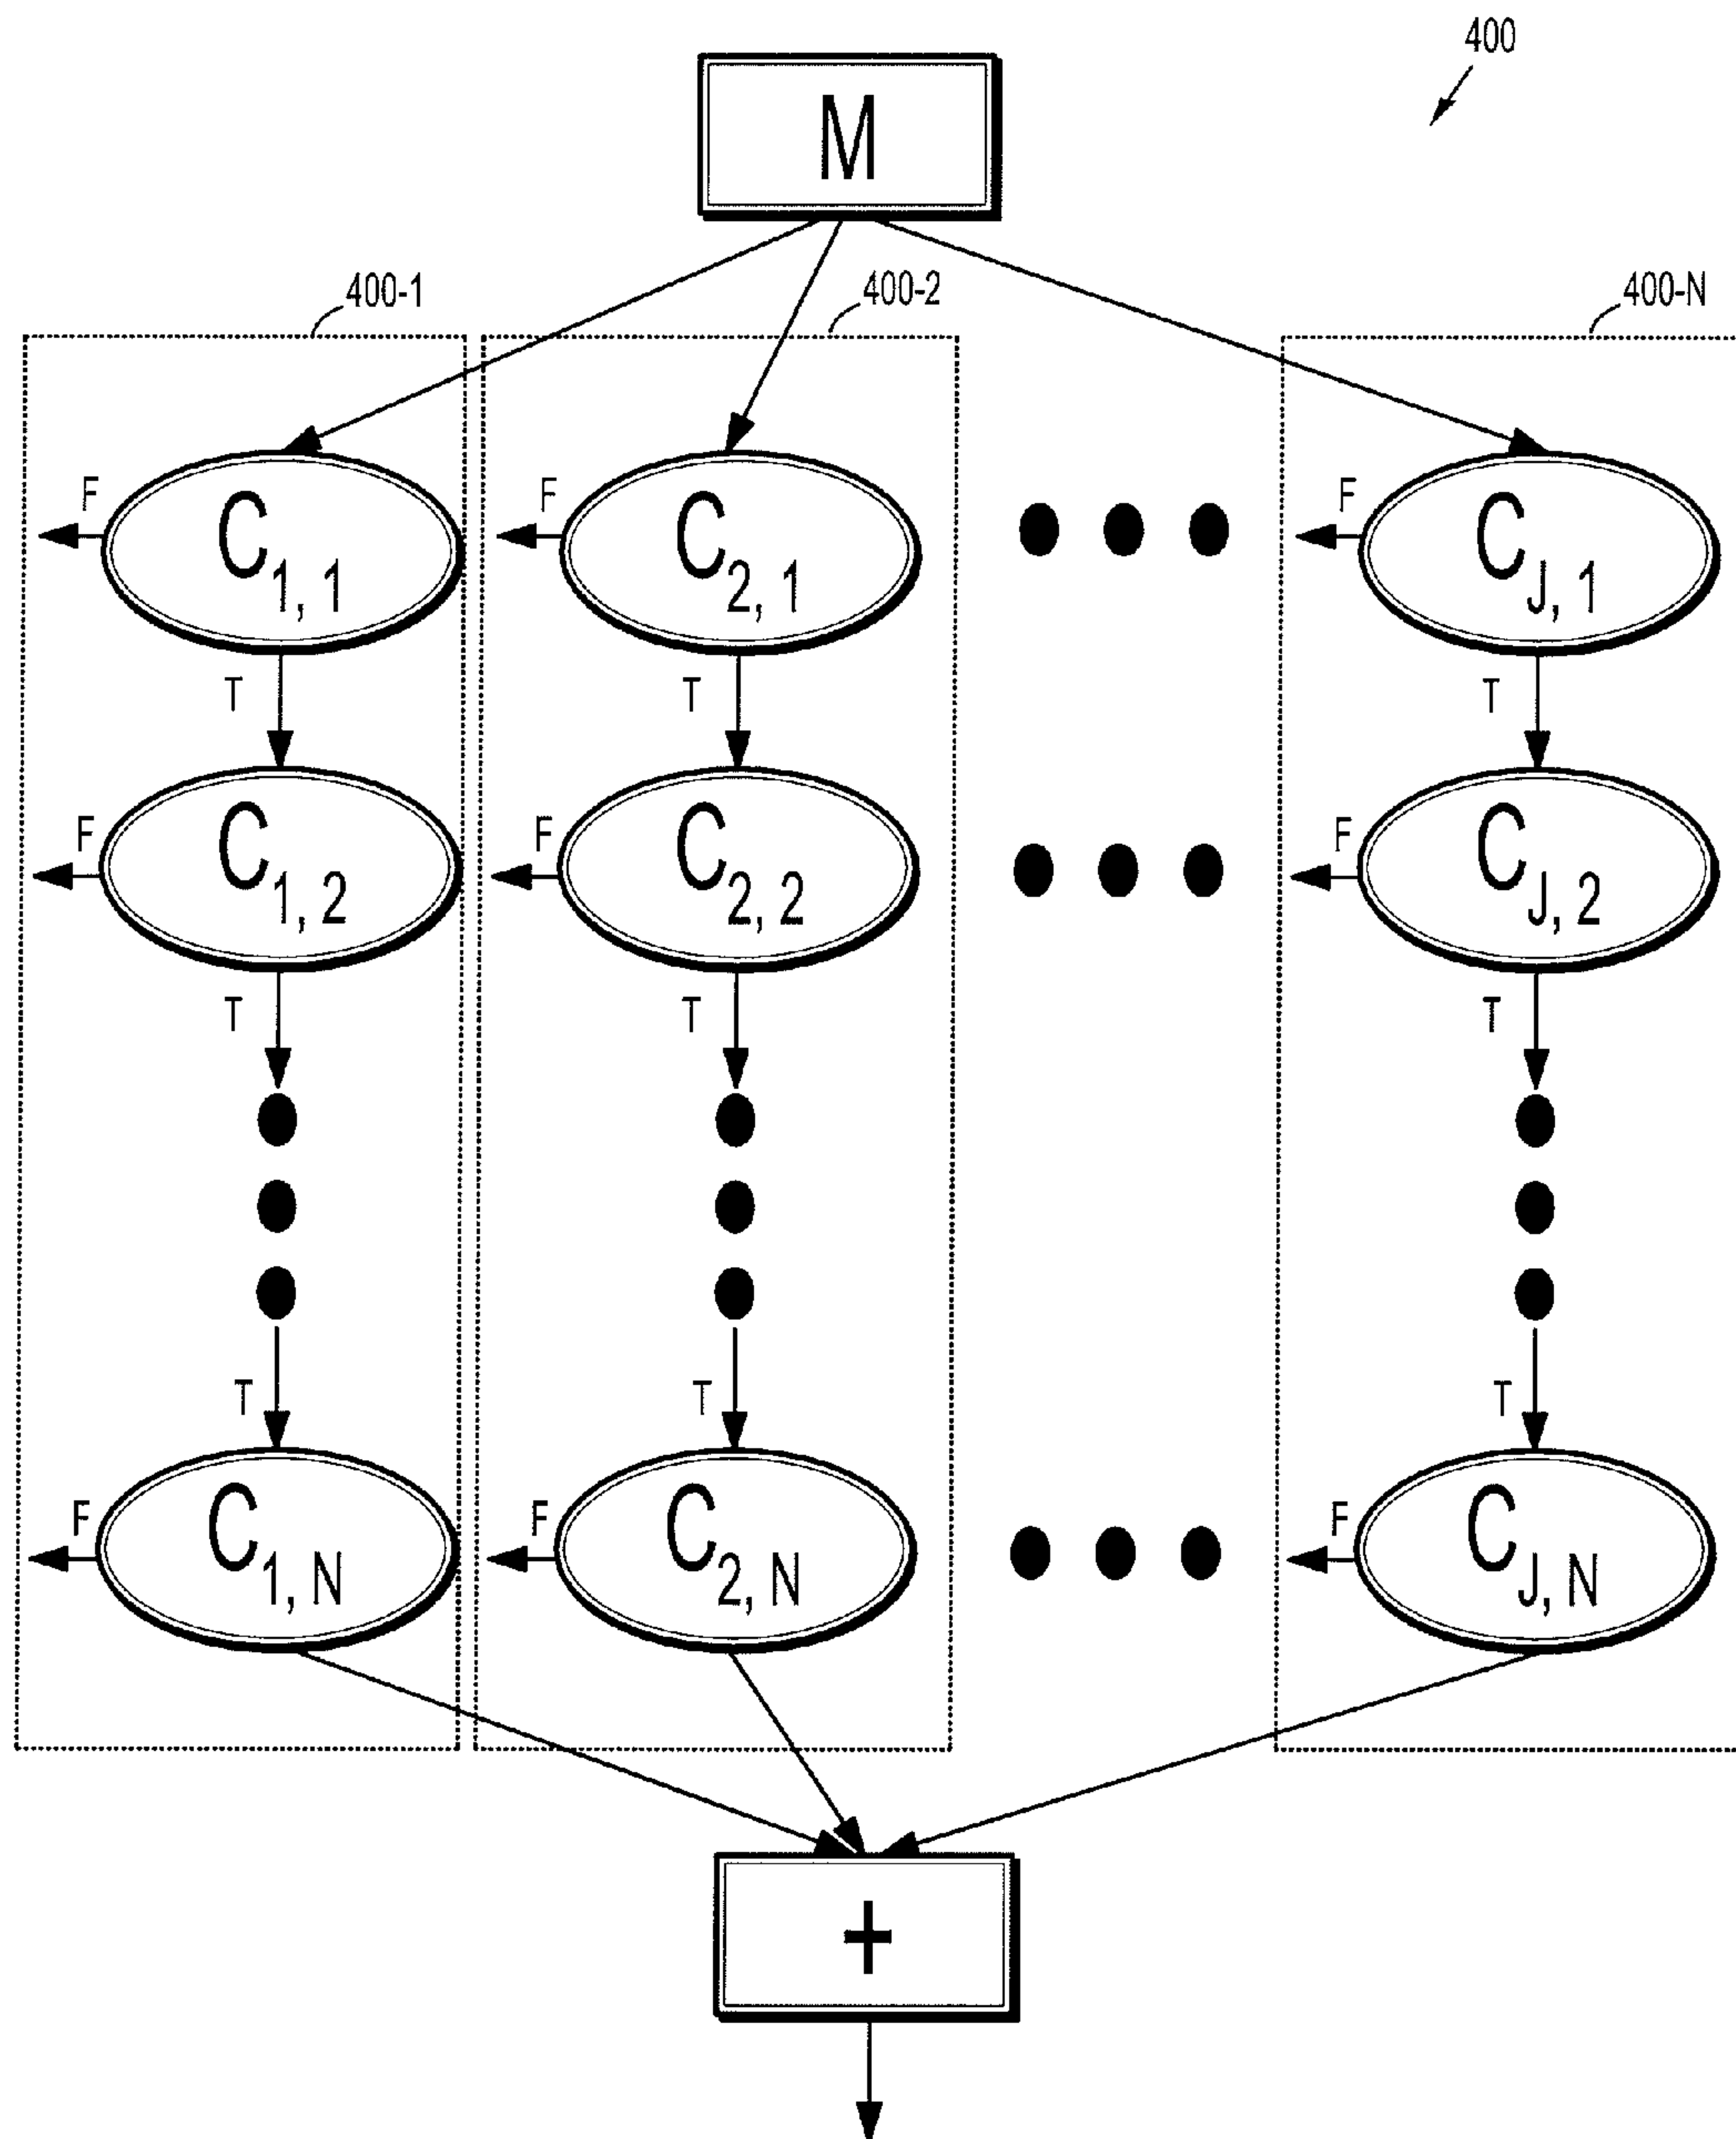 400
M
400-1
400-2
400-N
F
C1, 1
F
C2, 1
F
CJ, 1
T
T
T
F
C1, 2
F
C2, 2
F
CJ, 2
T
T
T
T
T
T
F
C1, N
F
C2, N
F
CJ, N
+